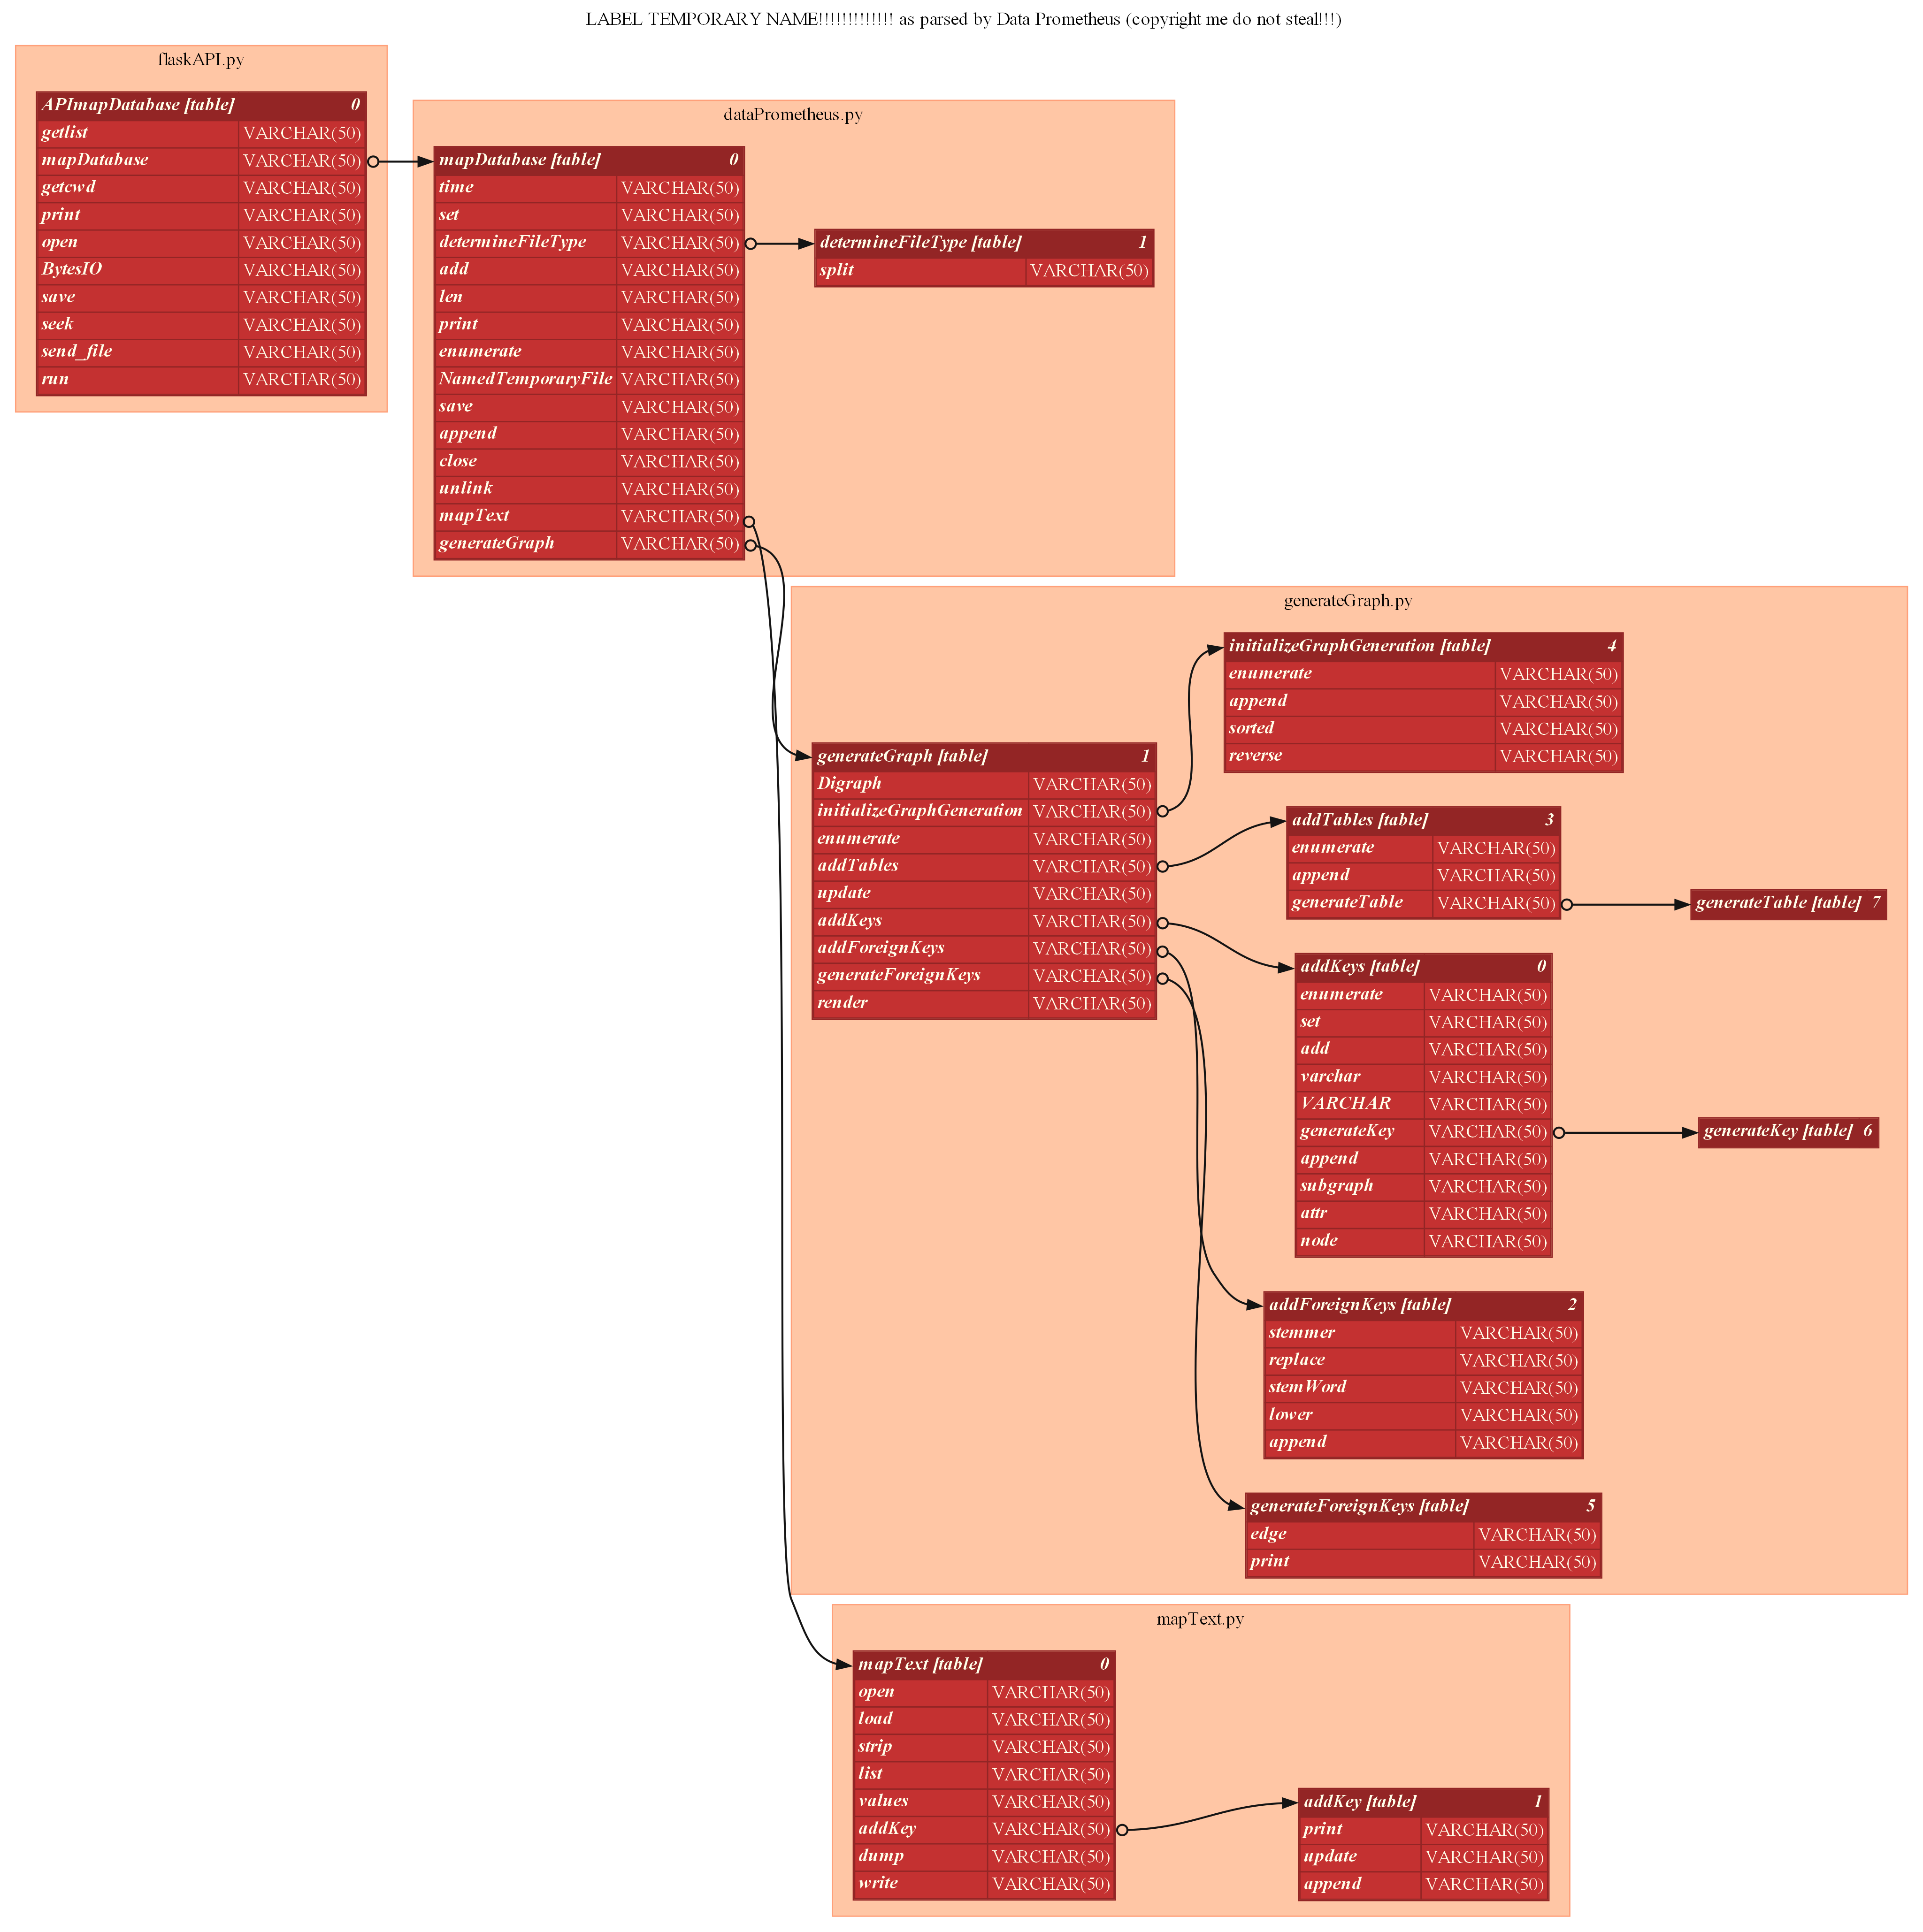 LABEL TEMPORARY NAME!!!!!!!!!!!!! as parsed by Data Prometheus (copyright me do not steal!!!)
flaskAPI.py
APImapDatabase [table] 0
getlist VARCHAR(50)
mapDatabase VARCHAR(50)
getcwd VARCHAR(50)
print VARCHAR(50)
open VARCHAR(50)
BytesIO VARCHAR(50)
save VARCHAR(50)
seek VARCHAR(50)
send_file VARCHAR(50)
run VARCHAR(50)
dataPrometheus.py
mapDatabase [table] 0
time VARCHAR(50)
set VARCHAR(50)
determineFileType VARCHAR(50)
add VARCHAR(50)
len VARCHAR(50)
print VARCHAR(50)
enumerate VARCHAR(50)
NamedTemporaryFile VARCHAR(50)
save VARCHAR(50)
append VARCHAR(50)
close VARCHAR(50)
unlink VARCHAR(50)
mapText VARCHAR(50)
generateGraph VARCHAR(50)
determineFileType [table] 1
split VARCHAR(50)
generateGraph.py
generateGraph [table] 1
Digraph VARCHAR(50)
initializeGraphGeneration VARCHAR(50)
enumerate VARCHAR(50)
addTables VARCHAR(50)
update VARCHAR(50)
addKeys VARCHAR(50)
addForeignKeys VARCHAR(50)
generateForeignKeys VARCHAR(50)
render VARCHAR(50)
initializeGraphGeneration [table] 4
enumerate VARCHAR(50)
append VARCHAR(50)
sorted VARCHAR(50)
reverse VARCHAR(50)
addTables [table] 3
enumerate VARCHAR(50)
append VARCHAR(50)
generateTable VARCHAR(50)
generateTable [table] 7
addKeys [table] 0
enumerate VARCHAR(50)
set VARCHAR(50)
add VARCHAR(50)
varchar VARCHAR(50)
VARCHAR VARCHAR(50)
generateKey VARCHAR(50)
append VARCHAR(50)
subgraph VARCHAR(50)
attr VARCHAR(50)
node VARCHAR(50)
generateKey [table] 6
addForeignKeys [table] 2
stemmer VARCHAR(50)
replace VARCHAR(50)
stemWord VARCHAR(50)
lower VARCHAR(50)
append VARCHAR(50)
generateForeignKeys [table] 5
edge VARCHAR(50)
print VARCHAR(50)
mapText.py
mapText [table] 0
open VARCHAR(50)
load VARCHAR(50)
strip VARCHAR(50)
list VARCHAR(50)
values VARCHAR(50)
addKey VARCHAR(50)
dump VARCHAR(50)
write VARCHAR(50)
addKey [table] 1
print VARCHAR(50)
update VARCHAR(50)
append VARCHAR(50)